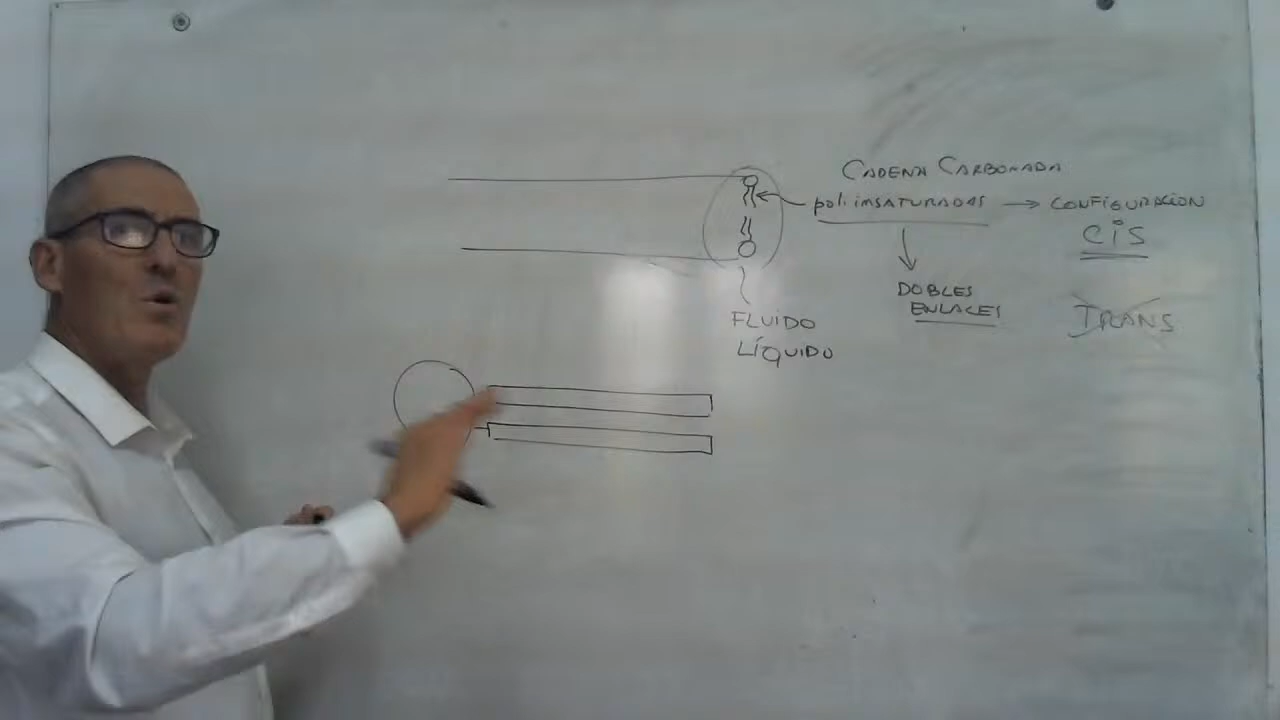 CADENA CARBONADA
poliinsaturadas → CONFIGURACIÓN
CIS
DOBLES
ENLACES
TRANS
FLUIDO
LÍQUIDO